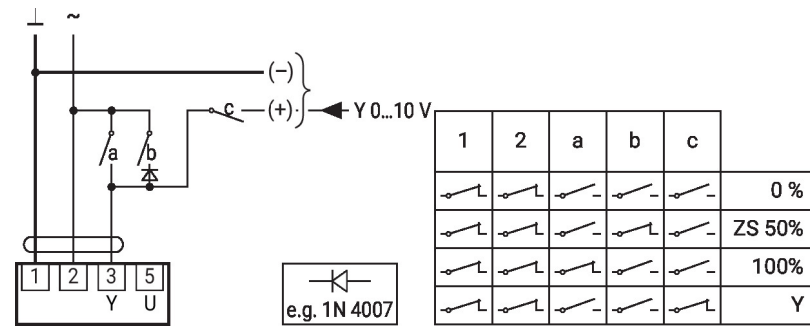 ⊥ ~
(−)
c (+) Y 0...10 V
a b
1 2 3 5
Y U
e.g. 1N 4007
1 2 a b c
0 %
ZS 50%
100%
Y